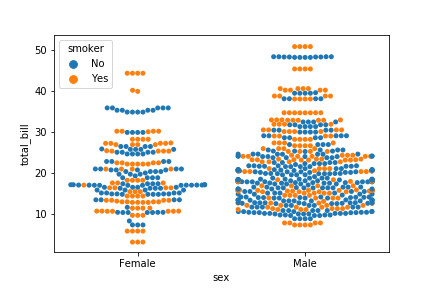 smoker
No
Yes
50
40
30
20
10
total_bill
Female
Male
sex